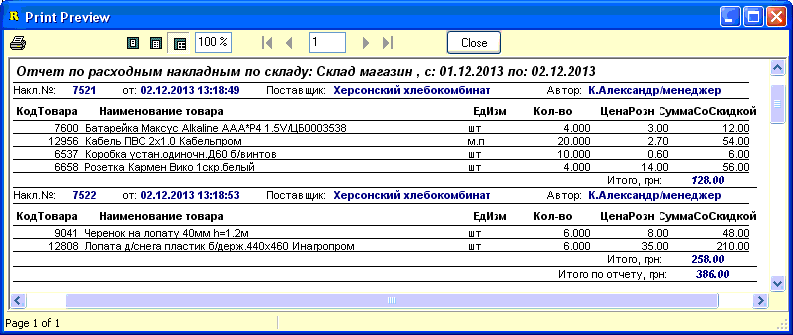 Print Preview
100 % 1 Close
Отчет по расходным накладным по складу: Склад магазин , с: 01.12.2013 по: 02.12.2013
Накл.№: 7521 от: 02.12.2013 13:18:49 Поставщик: Херсонский хлебокомбинат Автор: К.Александр/менеджер
КодТовара Наименование товара ЕдИзм Кол-во ЦенаРозн СуммаСоСкидкой
7600 Батарейка Максус Alkaline AAA*P4 1.5V/ЦБ0003538 шт 4.000 3.00 12.00
12956 Кабель ПВС 2x1.0 Кабельпром м.п 20.000 2.70 54.00
6537 Коробка устан.одиночн.Д60 б/винтов шт 10.000 0.60 6.00
6658 Розетка Кармен Вико 1скр.белый шт 4.000 14.00 56.00
Итого, грн: 128.00
Накл.№: 7522 от: 02.12.2013 13:18:53 Поставщик: Херсонский хлебокомбинат Автор: К.Александр/менеджер
КодТовара Наименование товара ЕдИзм Кол-во ЦенаРозн СуммаСоСкидкой
9041 Черенок на лопату 40мм h=1.2м шт 6.000 8.00 48.00
12808 Лопата д/снега пластик б/держ.440x460 Инагропром шт 6.000 35.00 210.00
Итого, грн: 258.00
Итого по отчету, грн: 386.00
Page 1 of 1